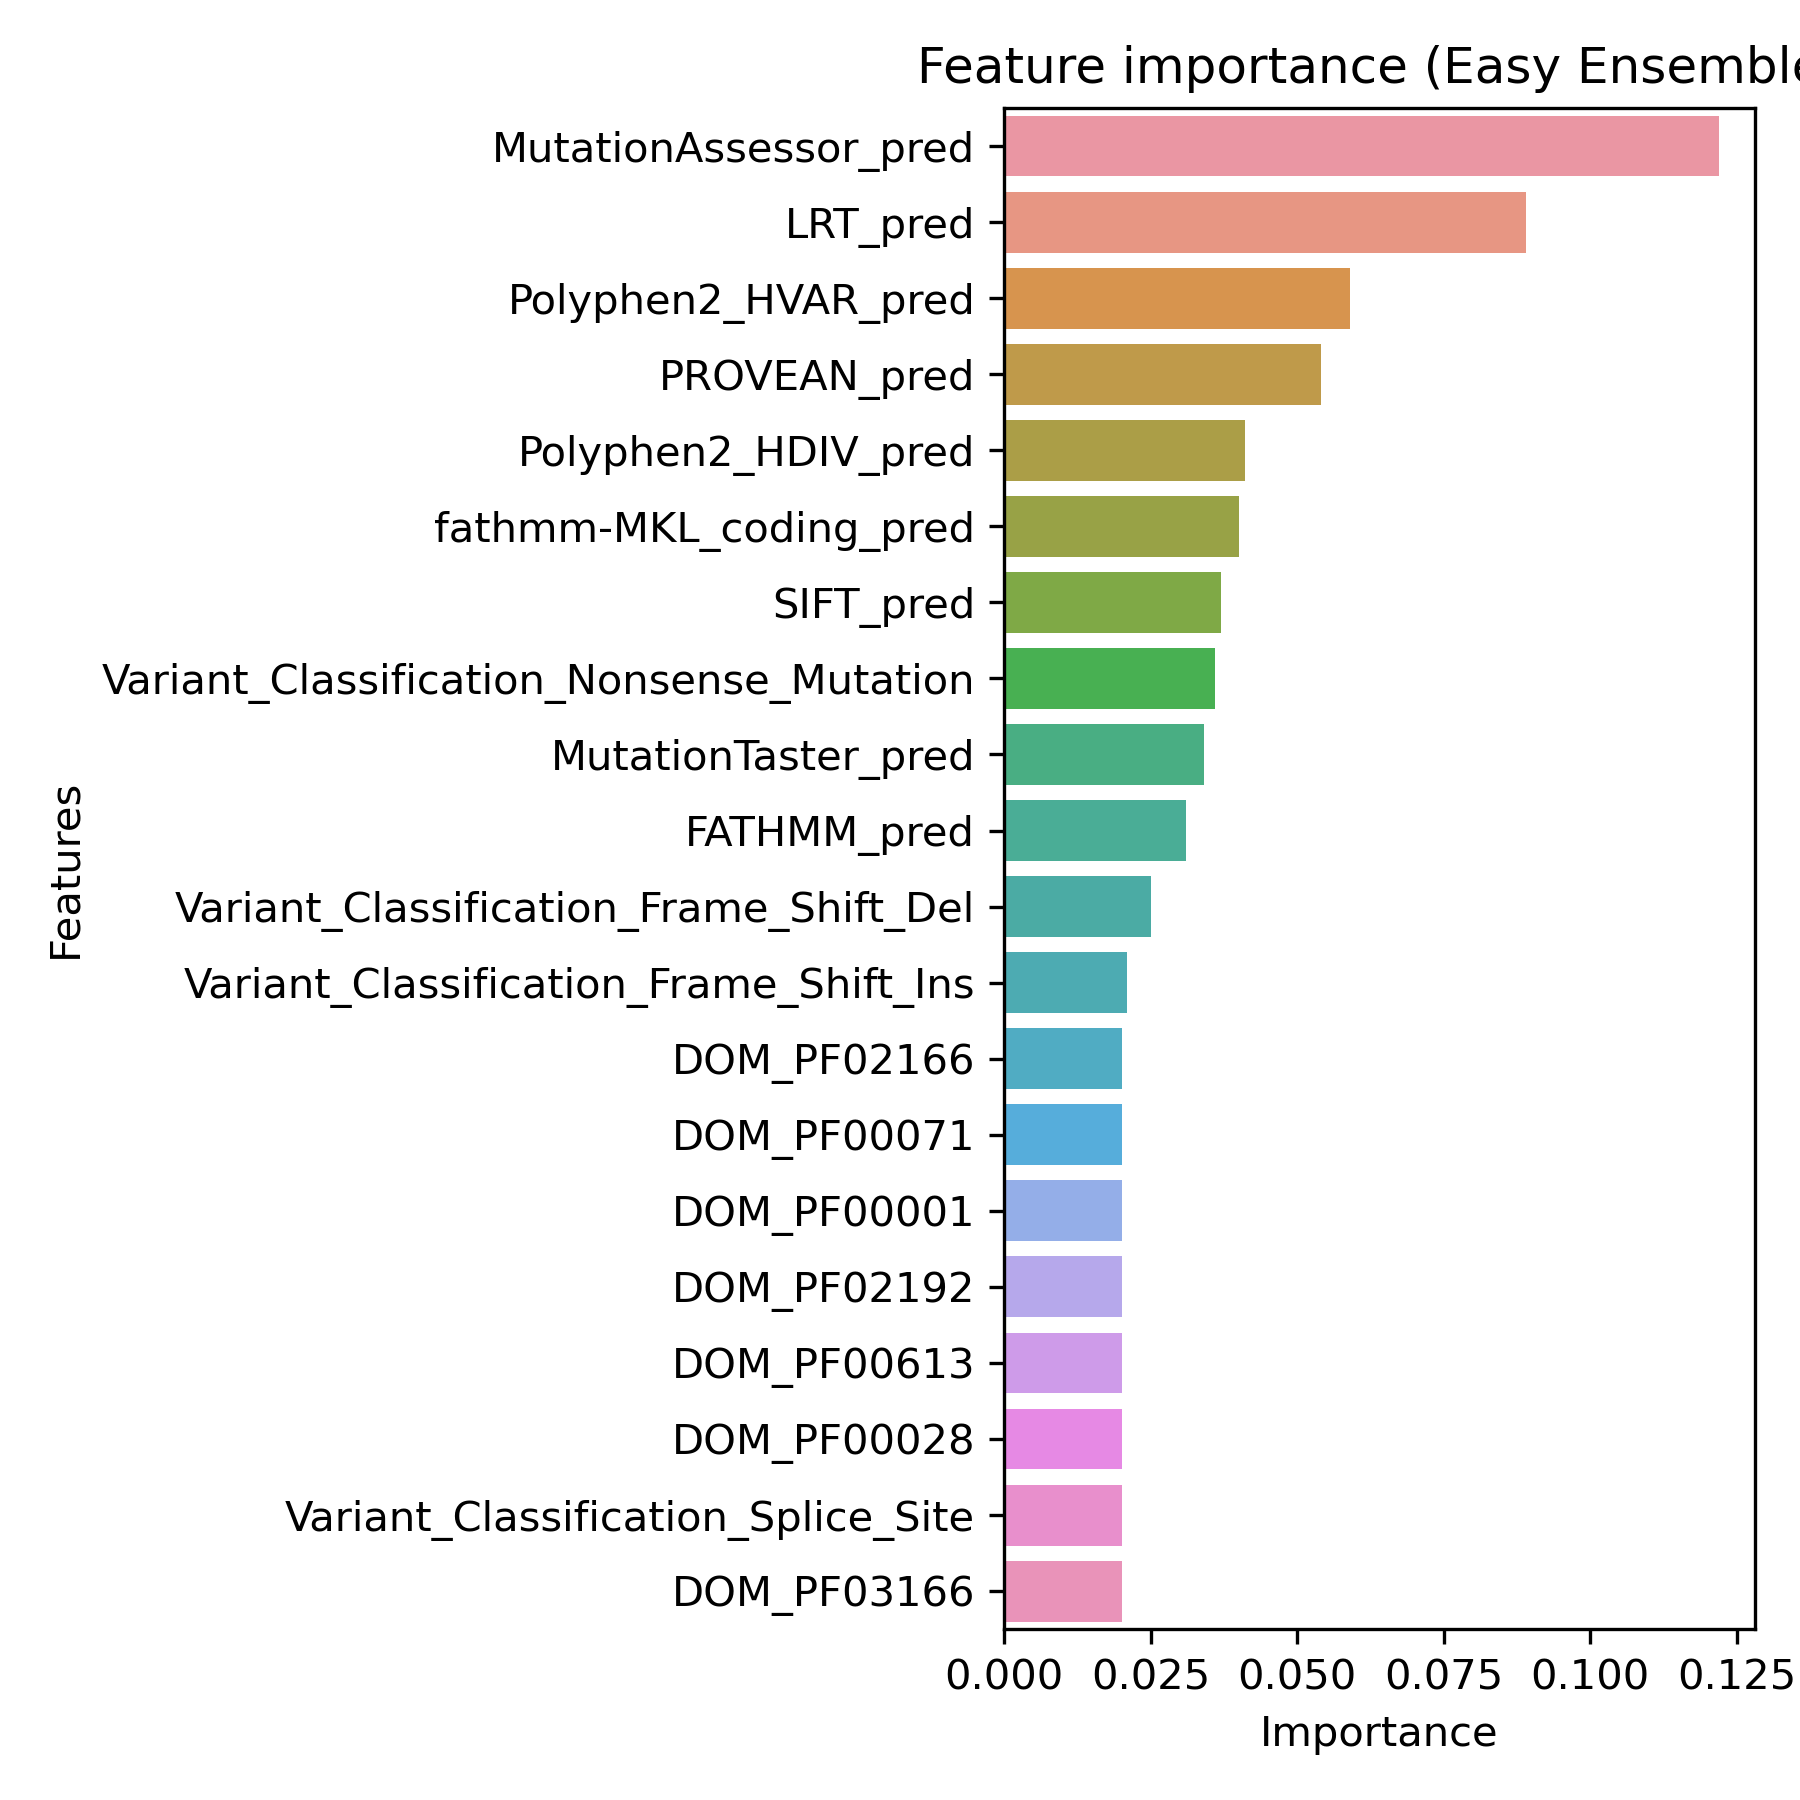 Feature importance (Easy Ensemble
MutationAssessor_pred
LRT_pred
Polyphen2_HVAR_pred
PROVEAN_pred
Polyphen2_HDIV_pred
fathmm-MKL_coding_pred
SIFT_pred
Variant_Classification_Nonsense_Mutation
MutationTaster_pred
FATHMM_pred
Variant_Classification_Frame_Shift_Del
Variant_Classification_Frame_Shift_Ins
DOM_PF02166
DOM_PF00071
DOM_PF00001
DOM_PF02192
DOM_PF00613
DOM_PF00028
Variant_Classification_Splice_Site
DOM_PF03166
Features
0.000 0.025 0.050 0.075 0.100 0.125
Importance